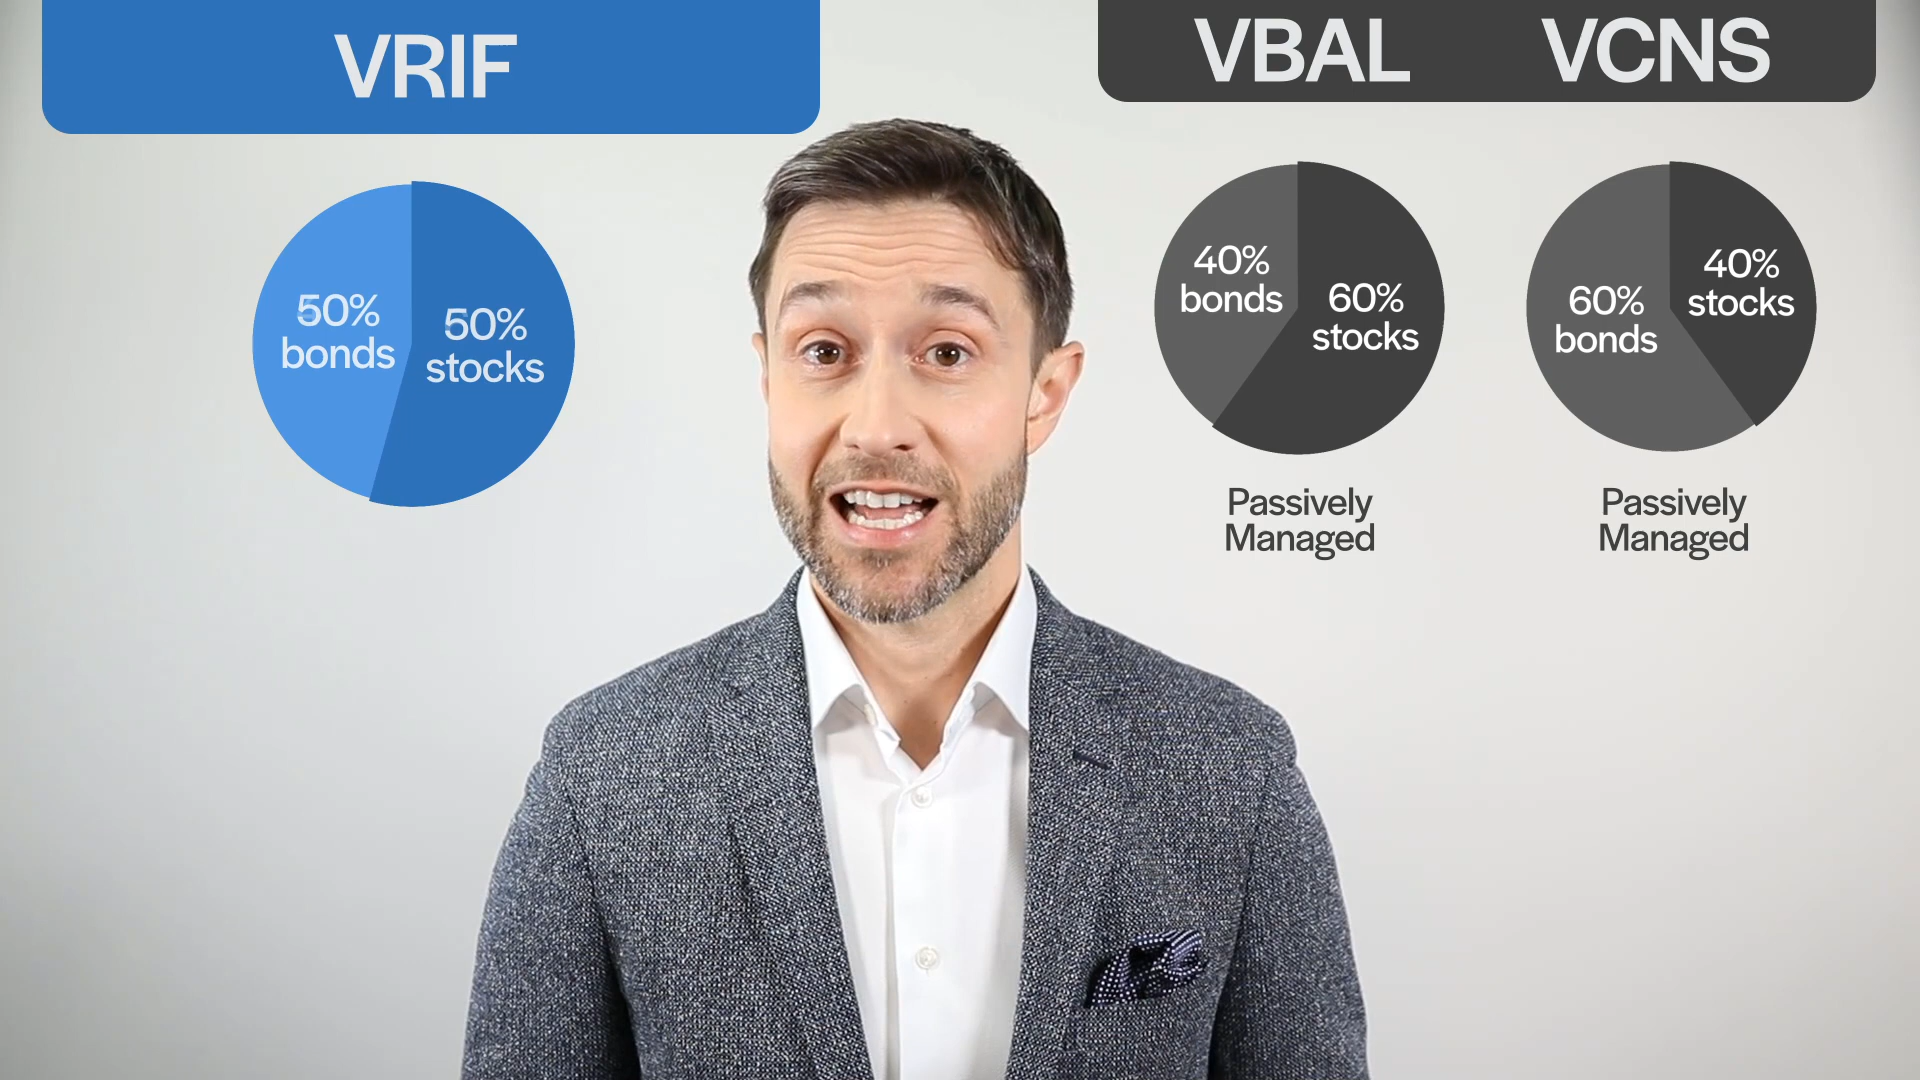 VRIF
50%
bonds
50%
stocks
VBAL
VCNS
40%
bonds
60%
stocks
Passively
Managed
60%
bonds
40%
stocks
Passively
Managed